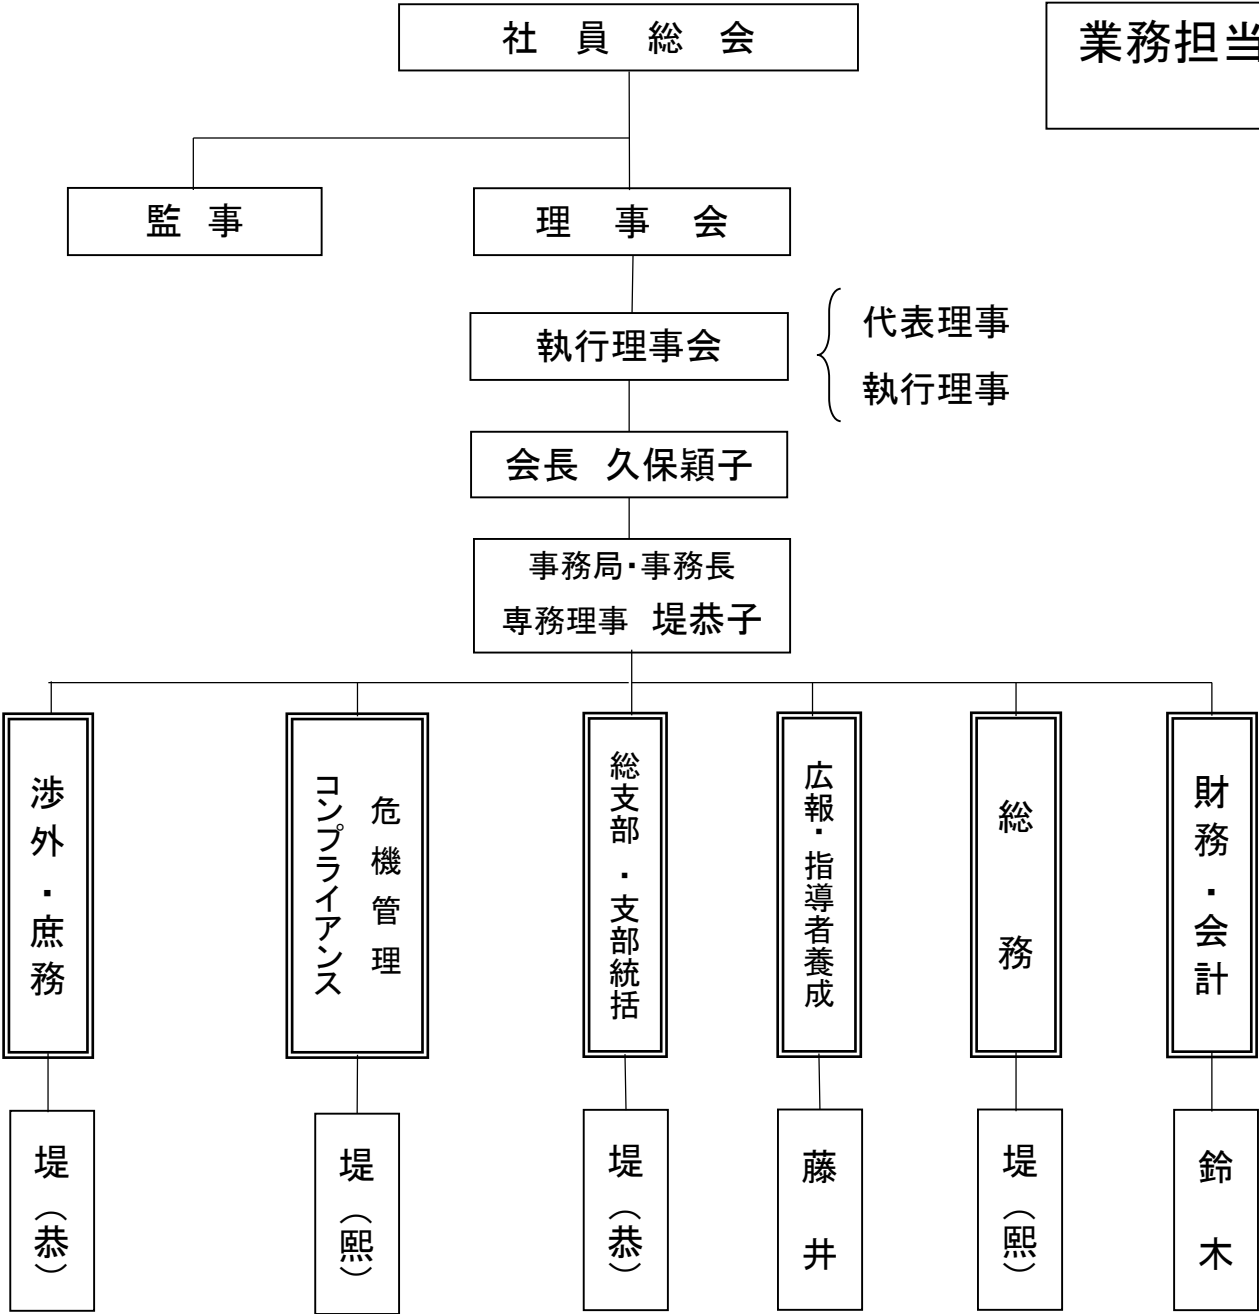 社 員 総 会
業務担当
監 事
理 事 会
執行理事会
代表理事
執行理事
会長 久保穎子
事務局・事務長
専務理事 堤恭子
渉外・庶務
危機管理
コンプライアンス
総支部・支部統括
広報・指導者養成
総 務
財務・会計
堤(恭)
堤(熙)
堤(恭)
藤 井
堤(熙)
鈴 木